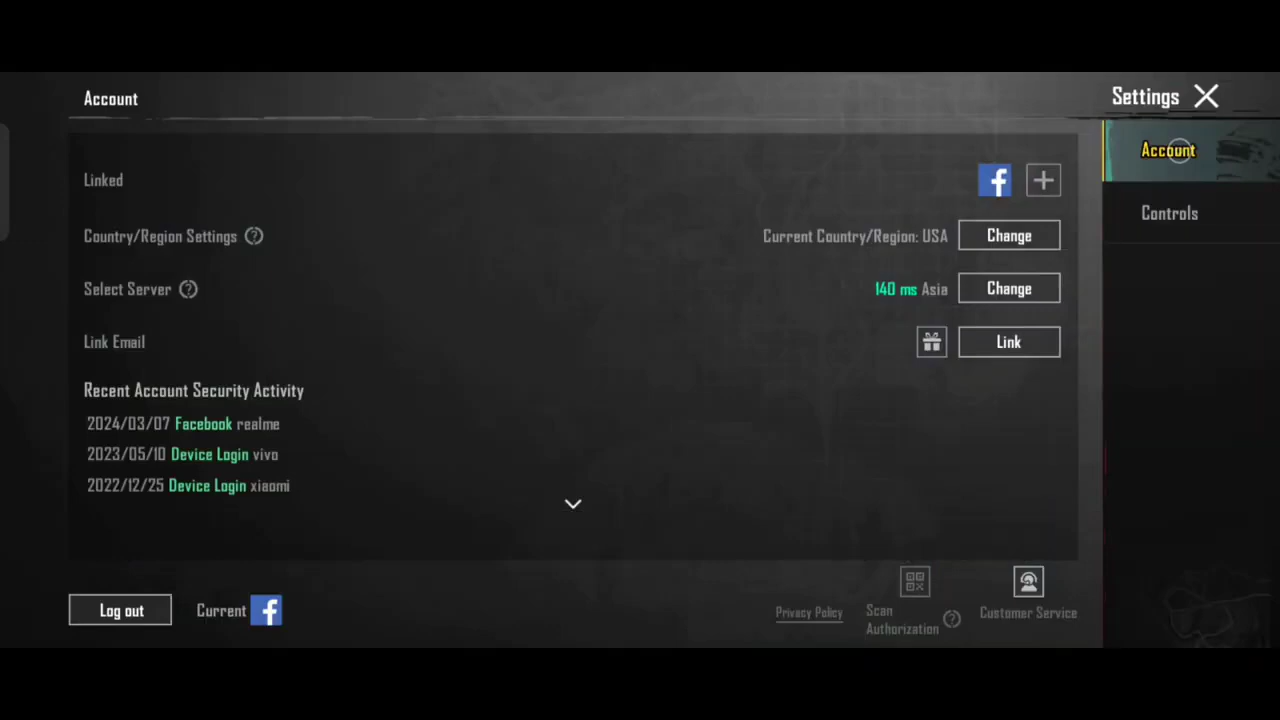 Account
Settings
Account
Controls
Linked
Country/Region Settings
Current Country/Region: USA
Change
Select Server
140 ms Asia
Change
Link Email
Link
Recent Account Security Activity
2024/03/07 Facebook realme
2023/05/10 Device Login vivo
2022/12/25 Device Login xiaomi
Log out
Current
Privacy Policy
Scan
Authorization
Customer Service